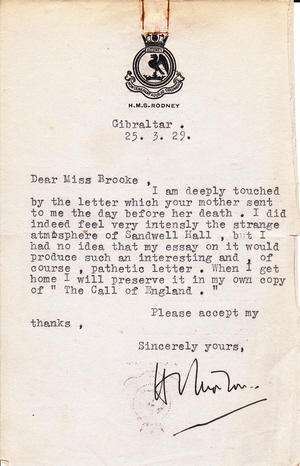 H.M.S. RODNEY
Gibraltar .
25. 3. 29.
Dear Miss Brooke ,
I am deeply touched
by the letter which your mother sent
to me the day before her death . I did
indeed feel very intensly the strange
atmosphere of Sandwell Hall , but I
had no idea that my essay on it would
produce such an interesting and , of
course , pathetic letter . When I get
home I will preserve it in my own copy
of " The Call of England . "
Please accept my
thanks ,
Sincerely yours,